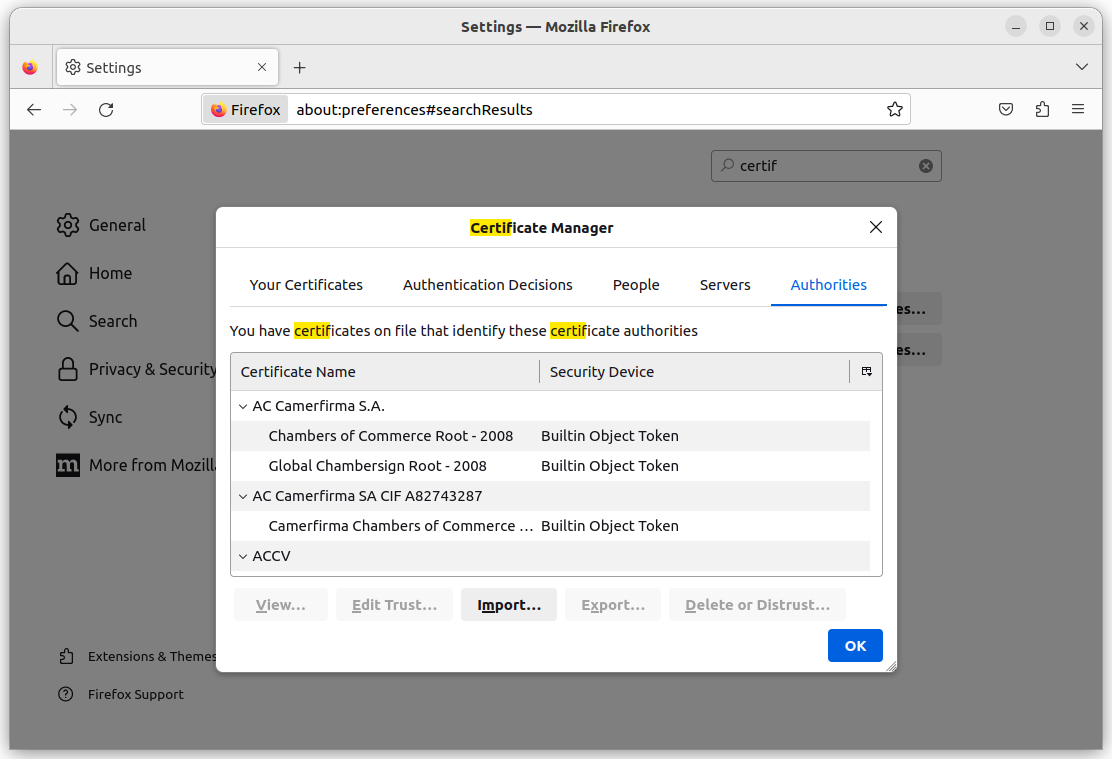 Settings — Mozilla Firefox
Settings
Firefox about:preferences#searchResults
certif
General
Home
Search
Privacy & Security
Sync
More from Mozill
Extensions & Themes
Firefox Support
Certificate Manager
Your Certificates Authentication Decisions People Servers Authorities
You have certificates on file that identify these certificate authorities
Certificate Name Security Device
AC Camerfirma S.A.
Chambers of Commerce Root - 2008 Builtin Object Token
Global Chambersign Root - 2008 Builtin Object Token
AC Camerfirma SA CIF A82743287
Camerfirma Chambers of Commerce … Builtin Object Token
ACCV
View… Edit Trust… Import… Export… Delete or Distrust…
OK
es…
es…